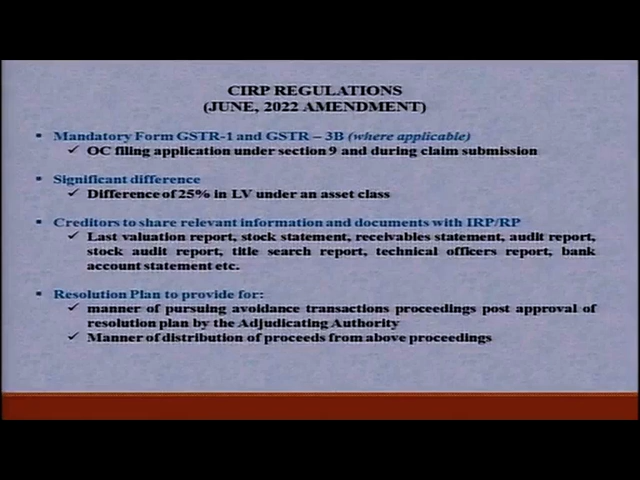 CIRP REGULATIONS
(JUNE, 2022 AMENDMENT)
▪ Mandatory Form GSTR-1 and GSTR – 3B (where applicable)
✓ OC filing application under section 9 and during claim submission
▪ Significant difference
✓ Difference of 25% in LV under an asset class
▪ Creditors to share relevant information and documents with IRP/RP
✓ Last valuation report, stock statement, receivables statement, audit report,
stock audit report, title search report, technical officers report, bank
account statement etc.
▪ Resolution Plan to provide for:
✓ manner of pursuing avoidance transactions proceedings post approval of
resolution plan by the Adjudicating Authority
✓ Manner of distribution of proceeds from above proceedings